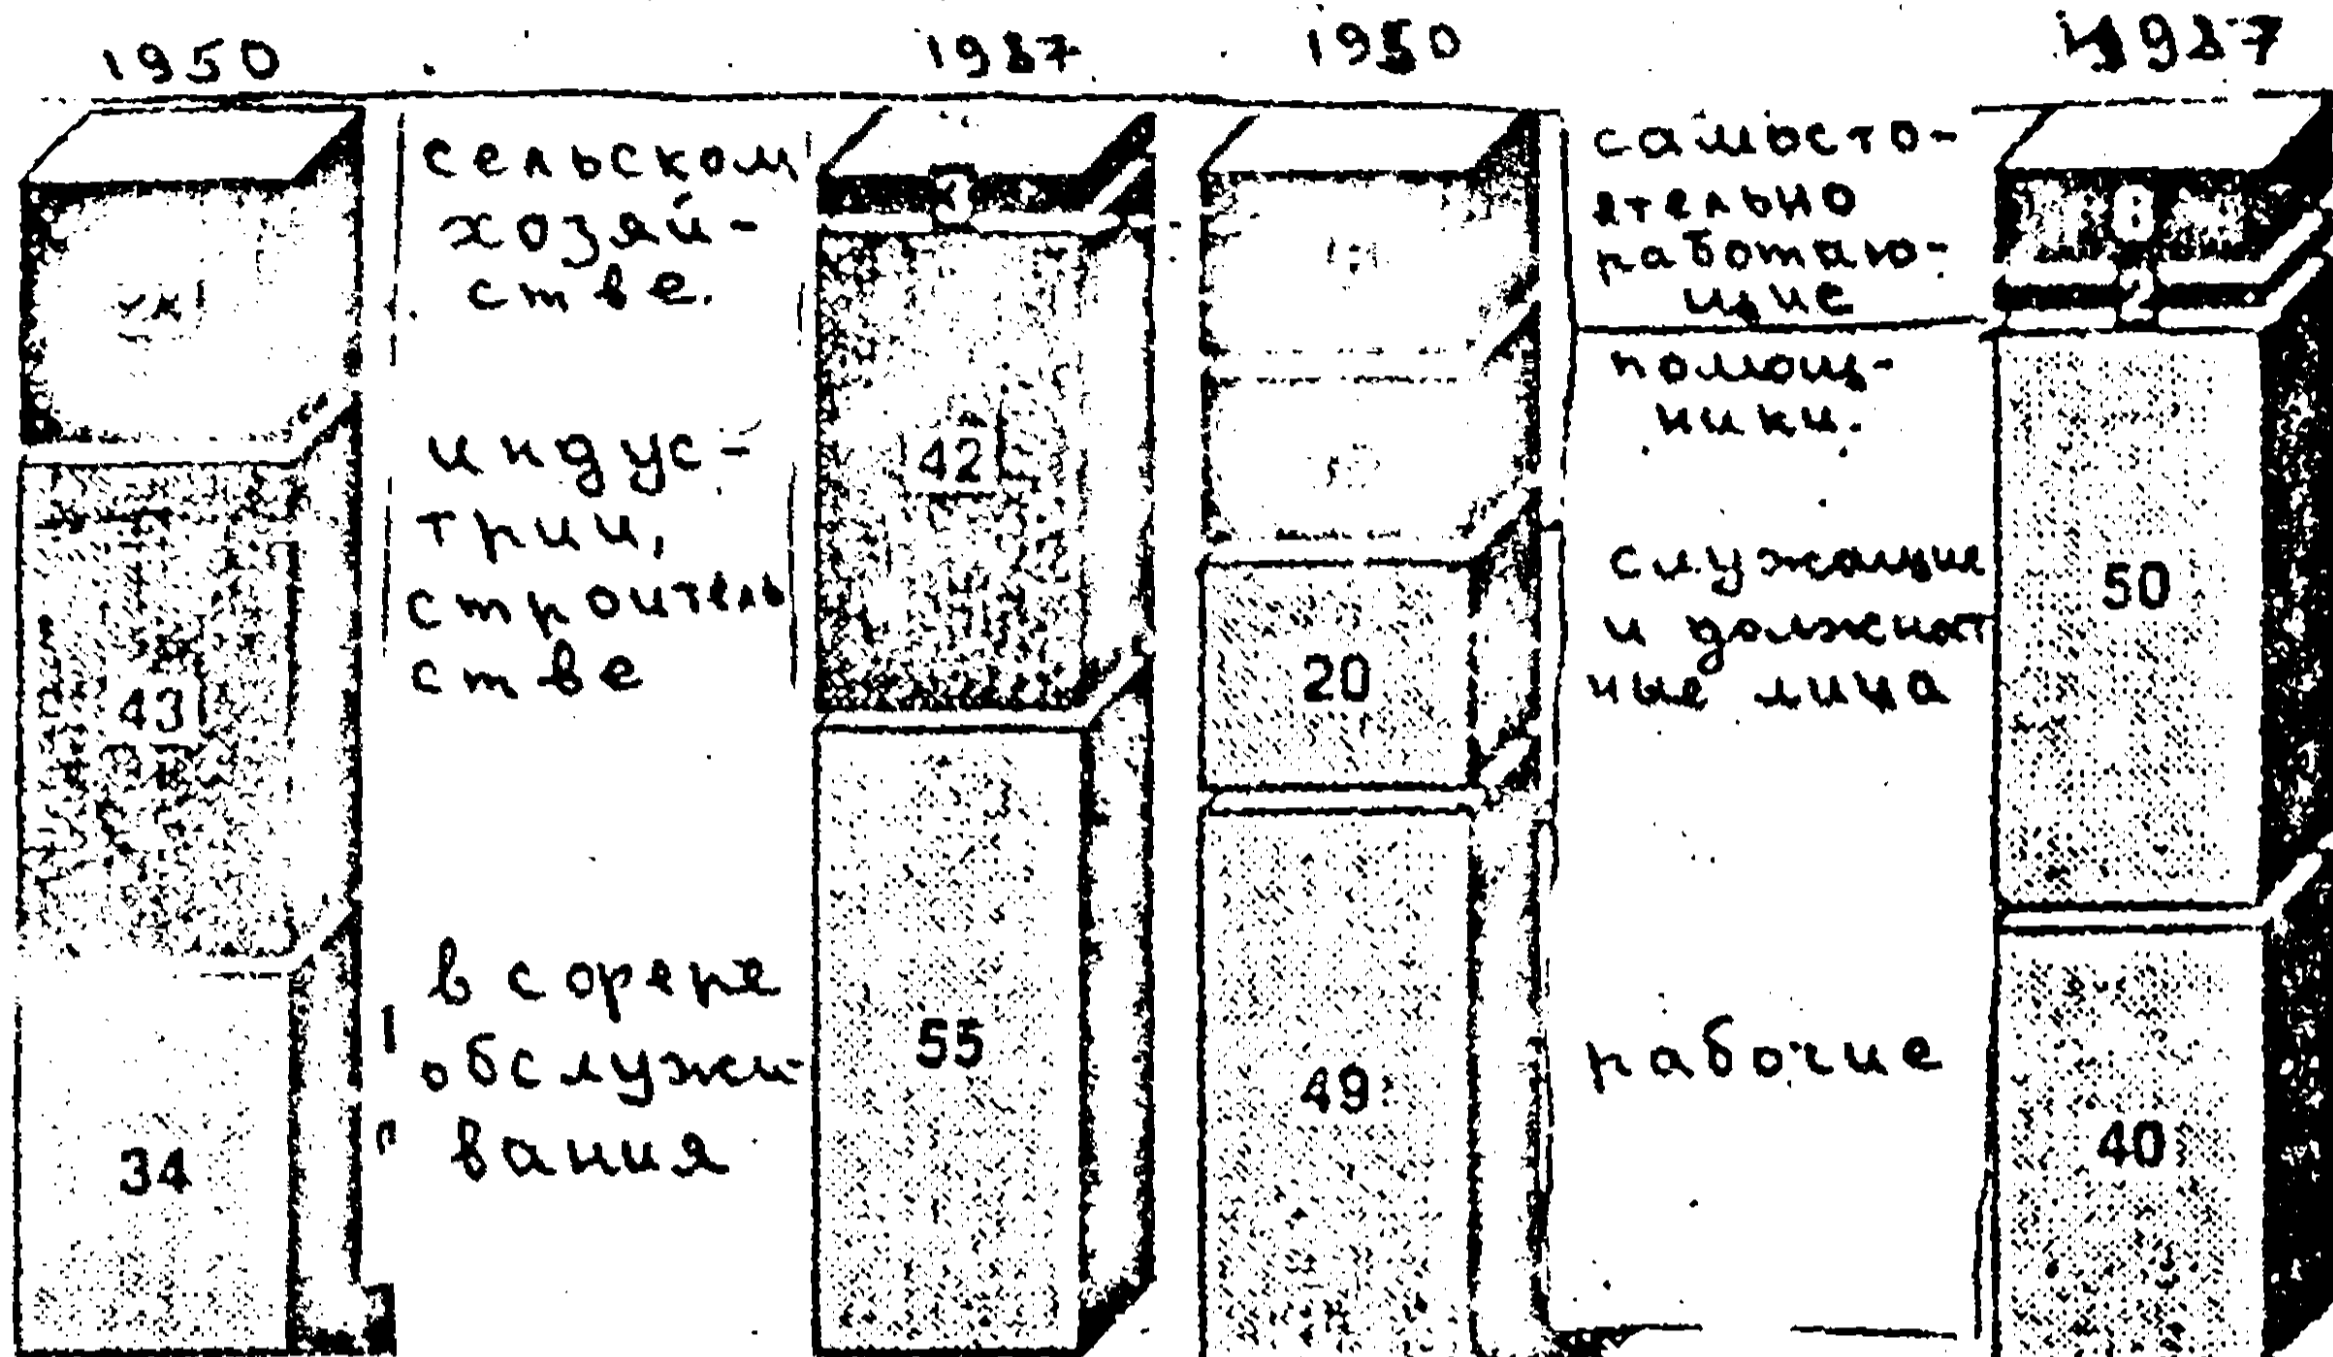 1950 1987 1950 1987
сельском
хозяй-
стве.
индус-
трии,
строитель
стве
в сфере
обслужи-
вания
43
34
3
42
55
20
49
самосто-
ятельно
работаю-
щие
помощ-
ники.
служащие
и должност
ные лица
рабочие
8
2
50
40